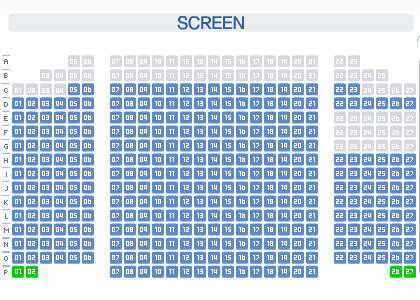 SCREEN
A 05 06 07 08 09 10 11 12 13 14 15 16 17 18 19 20 21 22 23
B 03 04 05 06 07 08 09 10 11 12 13 14 15 16 17 18 19 20 21 22 23 24 25
C 01 02 03 04 05 06 07 08 09 10 11 12 13 14 15 16 17 18 19 20 21 22 23 24 25 26 27
D 01 02 03 04 05 06 07 08 09 10 11 12 13 14 15 16 17 18 19 20 21 22 23 24 25 26 27
E 01 02 03 04 05 06 07 08 09 10 11 12 13 14 15 16 17 18 19 20 21 22 23 24 25 26 27
F 01 02 03 04 05 06 07 08 09 10 11 12 13 14 15 16 17 18 19 20 21 22 23 24 25 26 27
G 01 02 03 04 05 06 07 08 09 10 11 12 13 14 15 16 17 18 19 20 21 22 23 24 25 26 27
H 01 02 03 04 05 06 07 08 09 10 11 12 13 14 15 16 17 18 19 20 21 22 23 24 25 26 27
I 01 02 03 04 05 06 07 08 09 10 11 12 13 14 15 16 17 18 19 20 21 22 23 24 25 26 27
J 01 02 03 04 05 06 07 08 09 10 11 12 13 14 15 16 17 18 19 20 21 22 23 24 25 26 27
K 01 02 03 04 05 06 07 08 09 10 11 12 13 14 15 16 17 18 19 20 21 22 23 24 25 26 27
L 01 02 03 04 05 06 07 08 09 10 11 12 13 14 15 16 17 18 19 20 21 22 23 24 25 26 27
M 01 02 03 04 05 06 07 08 09 10 11 12 13 14 15 16 17 18 19 20 21 22 23 24 25 26 27
N 01 02 03 04 05 06 07 08 09 10 11 12 13 14 15 16 17 18 19 20 21 22 23 24 25 26 27
O 01 02 03 04 05 06 07 08 09 10 11 12 13 14 15 16 17 18 19 20 21 22 23 24 25 26 27
P 01 02 07 08 09 10 11 12 13 14 15 16 17 18 19 20 21 26 27